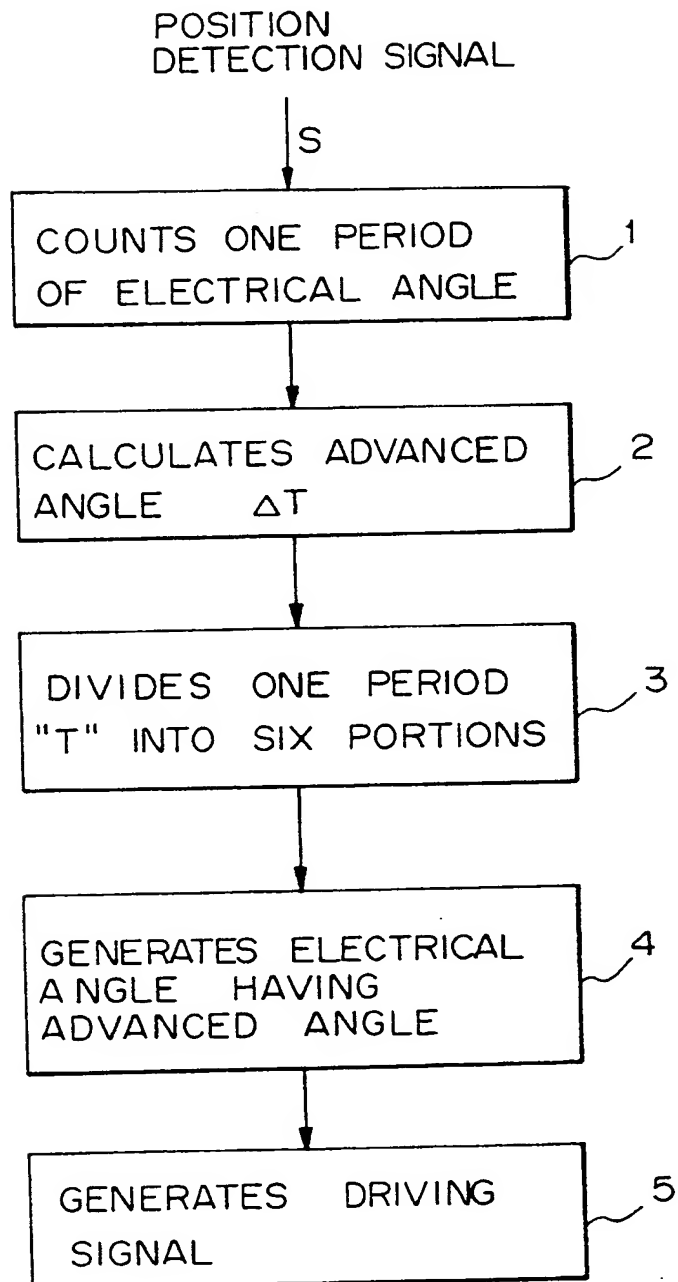 POSITION
DETECTION SIGNAL
S
COUNTS ONE PERIOD
OF ELECTRICAL ANGLE
1
CALCULATES ADVANCED
ANGLE ΔT
2
DIVIDES ONE PERIOD
"T" INTO SIX PORTIONS
3
GENERATES ELECTRICAL
ANGLE HAVING
ADVANCED ANGLE
4
GENERATES DRIVING
SIGNAL
5